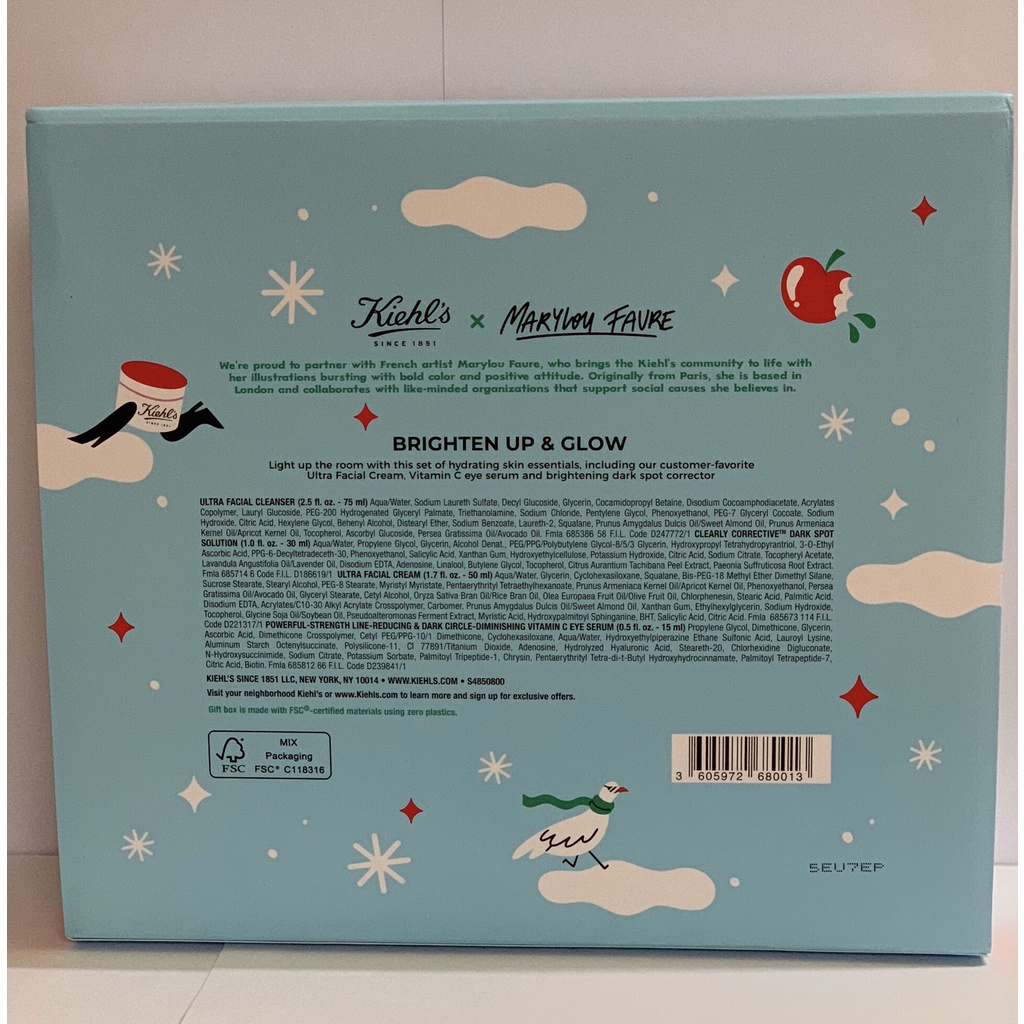 Kiehl's
SINCE 1851
x
MARYLOU FAURE
We're proud to partner with French artist Marylou Faure, who brings the Kiehl's community to life with
her illustrations bursting with bold color and positive attitude. Originally from Paris, she is based in
London and collaborates with like-minded organizations that support social causes she believes in.
Kiehl's
SINCE 1851
BRIGHTEN UP & GLOW
Light up the room with this set of hydrating skin essentials, including our customer-favorite
Ultra Facial Cream, Vitamin C eye serum and brightening dark spot corrector
ULTRA FACIAL CLEANSER (2.5 fl. oz. - 75 ml) Aqua/Water, Sodium Laureth Sulfate, Decyl Glucoside, Glycerin, Cocamidopropyl Betaine, Disodium Cocoamphodiacetate, Acrylates
Copolymer, Lauryl Glucoside, PEG-200 Hydrogenated Glyceryl Palmate, Triethanolamine, Sodium Chloride, Pentylene Glycol, Phenoxyethanol, PEG-7 Glyceryl Cocoate, Sodium
Hydroxide, Citric Acid, Hexylene Glycol, Behenyl Alcohol, Distearyl Ether, Sodium Benzoate, Laureth-2, Squalane, Prunus Amygdalus Dulcis Oil/Sweet Almond Oil, Prunus Armeniaca
Kernel Oil/Apricot Kernel Oil, Tocopherol, Ascorbyl Glucoside, Persea Gratissima Oil/Avocado Oil. Fmla 685386 58 F.I.L. Code D247772/1 CLEARLY CORRECTIVE™ DARK SPOT
SOLUTION (1.0 fl. oz. - 30 ml) Aqua/Water, Propylene Glycol, Glycerin, Alcohol Denat., PEG/PPG/Polybutylene Glycol-8/5/3 Glycerin, Hydroxypropyl Tetrahydropyrantriol, 3-O-Ethyl
Ascorbic Acid, PPG-6-Decyltetradeceth-30, Phenoxyethanol, Salicylic Acid, Xanthan Gum, Hydroxyethylcellulose, Potassium Hydroxide, Citric Acid, Sodium Citrate, Tocopheryl Acetate,
Lavandula Angustifolia Oil/Lavender Oil, Disodium EDTA, Adenosine, Linalool, Butylene Glycol, Tocopherol, Citrus Aurantium Tachibana Peel Extract, Paeonia Suffruticosa Root Extract.
Fmla 685714 6 Code F.I.L. D186619/1 ULTRA FACIAL CREAM (1.7 fl. oz. - 50 ml) Aqua/Water, Glycerin, Cyclohexasiloxane, Squalane, Bis-PEG-18 Methyl Ether Dimethyl Silane,
Sucrose Stearate, Stearyl Alcohol, PEG-8 Stearate, Myristyl Myristate, Pentaerythrityl Tetraethylhexanoate, Prunus Armeniaca Kernel Oil/Apricot Kernel Oil, Phenoxyethanol, Persea
Gratissima Oil/Avocado Oil, Glyceryl Stearate, Cetyl Alcohol, Oryza Sativa Bran Oil/Rice Bran Oil, Olea Europaea Fruit Oil/Olive Fruit Oil, Chlorphenesin, Stearic Acid, Palmitic Acid,
Disodium EDTA, Acrylates/C10-30 Alkyl Acrylate Crosspolymer, Carbomer, Prunus Amygdalus Dulcis Oil/Sweet Almond Oil, Xanthan Gum, Ethylhexylglycerin, Sodium Hydroxide,
Tocopherol, Glycine Soja Oil/Soybean Oil, Pseudoalteromonas Ferment Extract, Myristic Acid, Hydroxypalmitoyl Sphinganine, BHT, Salicylic Acid, Citric Acid. Fmla 685673 114 F.I.L.
Code D221317/1 POWERFUL-STRENGTH LINE-REDUCING & DARK CIRCLE-DIMINISHING VITAMIN C EYE SERUM (0.5 fl. oz. - 15 ml) Propylene Glycol, Dimethicone, Glycerin,
Ascorbic Acid, Dimethicone Crosspolymer, Cetyl PEG/PPG-10/1 Dimethicone, Cyclohexasiloxane, Aqua/Water, Hydroxyethylpiperazine Ethane Sulfonic Acid, Lauroyl Lysine,
Aluminum Starch Octenylsuccinate, Polysilicone-11, CI 77891/Titanium Dioxide, Adenosine, Hydrolyzed Hyaluronic Acid, Steareth-20, Chlorhexidine Digluconate,
N-Hydroxysuccinimide, Sodium Citrate, Potassium Sorbate, Palmitoyl Tripeptide-1, Chrysin, Pentaerythrityl Tetra-di-t-Butyl Hydroxyhydrocinnamate, Palmitoyl Tetrapeptide-7,
Citric Acid, Biotin. Fmla 685812 66 F.I.L. Code D239841/1
KIEHL'S SINCE 1851 LLC, NEW YORK, NY 10014 • WWW.KIEHLS.COM • S4850800
Visit your neighborhood Kiehl's or www.Kiehls.com to learn more and sign up for exclusive offers.
Gift box is made with FSC®-certified materials using zero plastics.
FSC
MIX
Packaging
FSC® C118316
3 605972 680013
5EU7EP